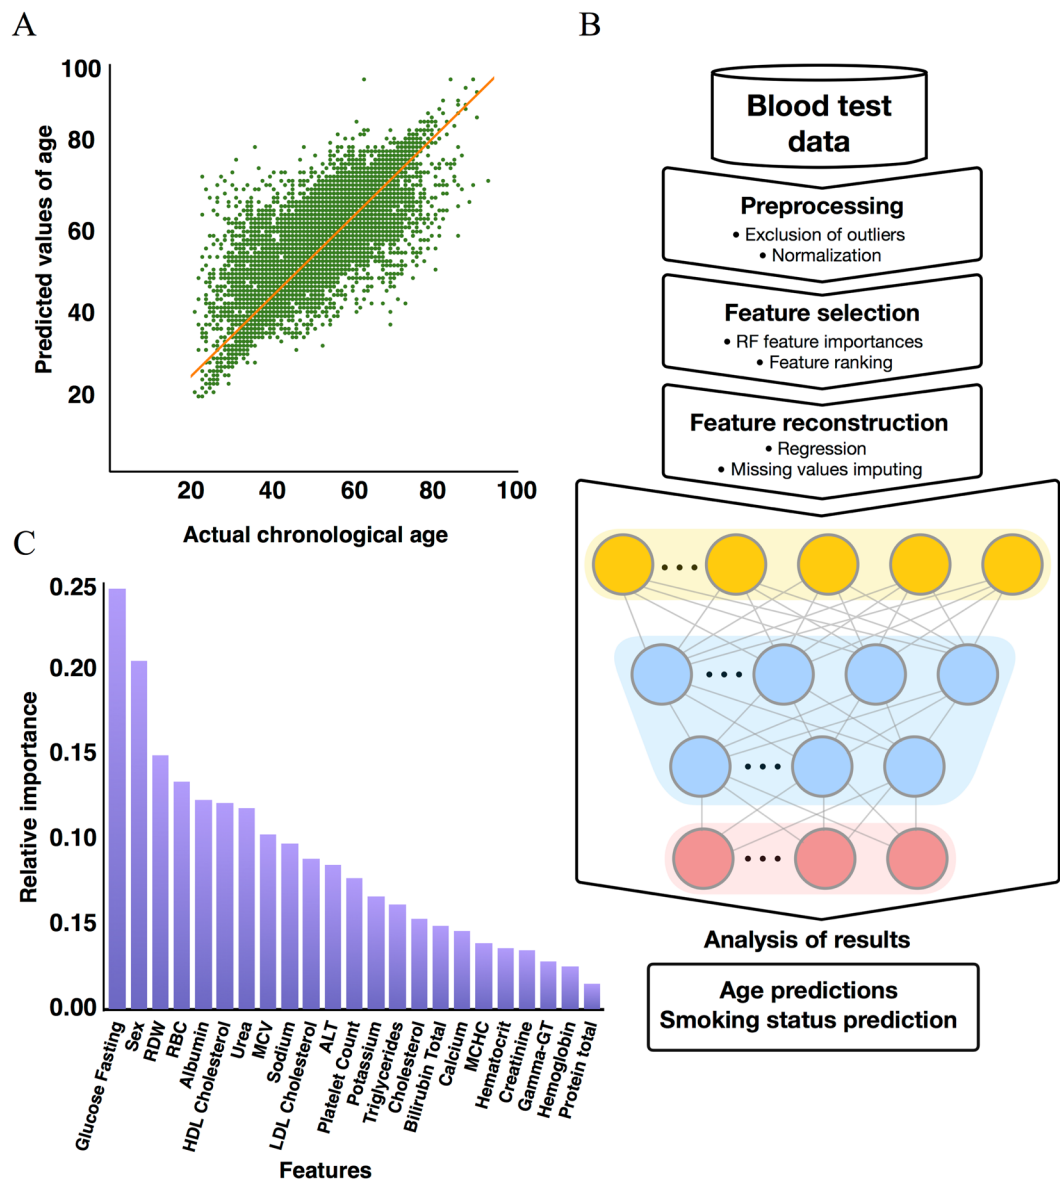 A
100
80
60
40
20
Predicted values of age
20 40 60 80 100
Actual chronological age
B
Blood test
data
Preprocessing
• Exclusion of outliers
• Normalization
Feature selection
• RF feature importances
• Feature ranking
Feature reconstruction
• Regression
• Missing values imputing
Analysis of results
Age predictions
Smoking status prediction
C
0.25
0.20
0.15
0.10
0.15
0.00
Relative importance
Glucose Fasting
Sex
RDW
RBC
Albumin
HDL Cholesterol
Urea
MCV
Sodium
LDL Cholesterol
ALT
Platelet Count
Potassium
Triglycerides
Cholesterol
Bilirubin Total
Calcium
MCHC
Hematocrit
Creatinine
Gamma-GT
Hemoglobin
Protein total
Features